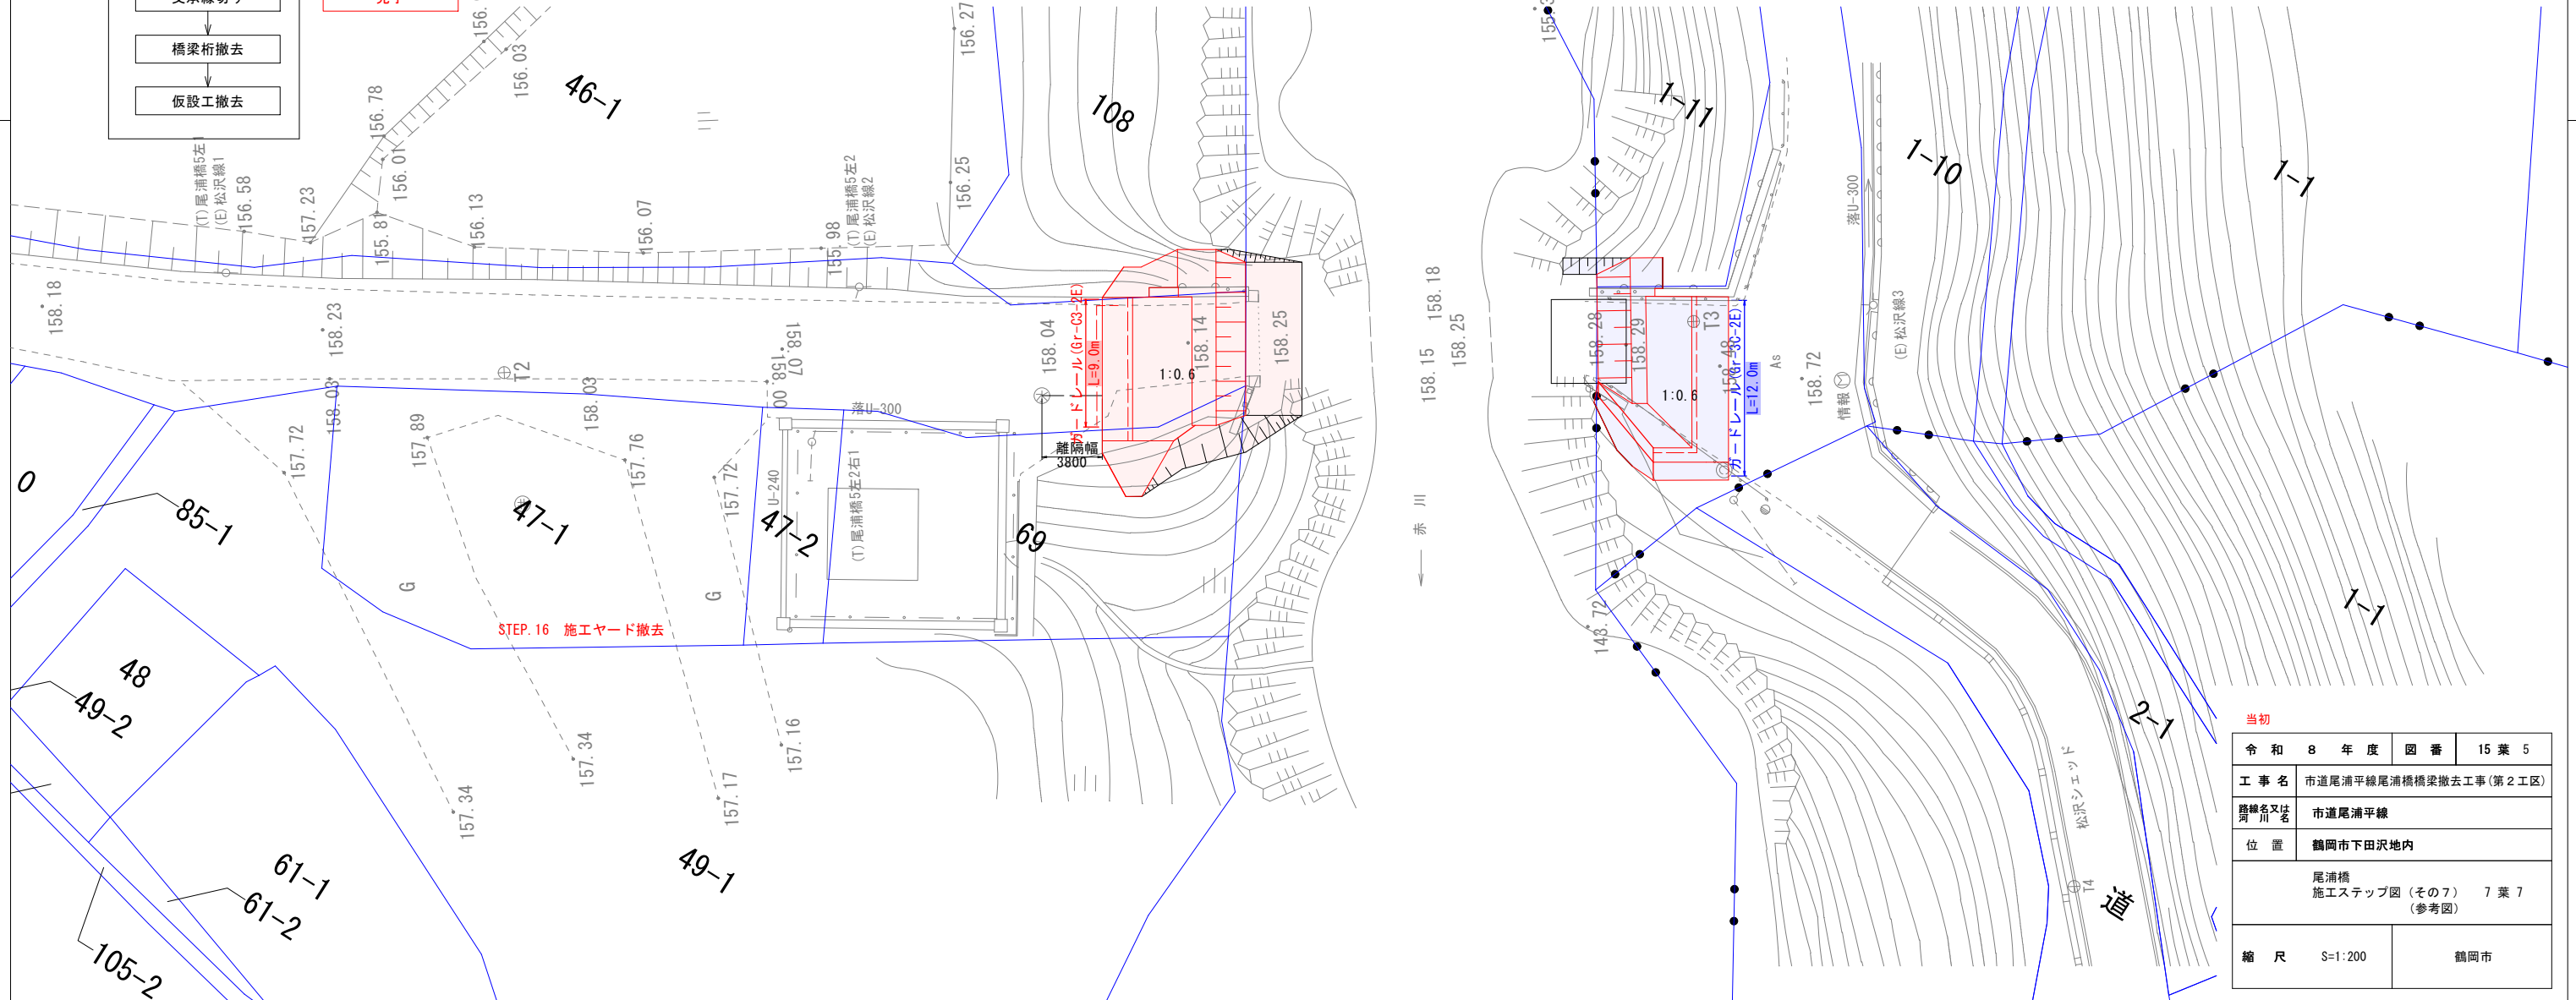 橋梁桁撤去
仮設工撤去
完了
156.03
156.78
156.01
46-1
156.27
156.25
108
(T)尾浦橋5左1
(E)松沢線1
156.58
157.23
155.81
156.13
156.07
155.98
(T)尾浦橋5左2
(E)松沢線2
158.18
158.23
T2
158.03
158.03
158.07
158.00
158.04
ガードレール(Gr-C3-2E)
L=9.0m
1:0.6
158.14
158.25
離隔幅
3800
落U-300
U-240
(T)尾浦橋5左2右1
157.72
157.89
157.76
157.72
47-1
47-2
69
G
G
STEP.16 施工ヤード撤去
0
85-1
48
49-2
61-1
61-2
105-2
49-1
157.34
157.34
157.17
157.16
158.15
158.18
158.25
赤川
1-11
1-10
1-1
落U-300
(E)松沢線3
158.28
158.29
T3
158.48
1:0.6
ガードレール(Gr-3C-2E)
L=12.0m
As
158.72
情報
143.72
1-1
2-1
松沢シェッド
T4
道
当初
令和 8 年度 図番 15葉 5
工事名 市道尾浦平線尾浦橋橋梁撤去工事(第2工区)
路線名又は
河川名
市道尾浦平線
位置 鶴岡市下田沢地内
尾浦橋
施工ステップ図(その7) 7葉 7
(参考図)
縮尺 S=1:200 鶴岡市